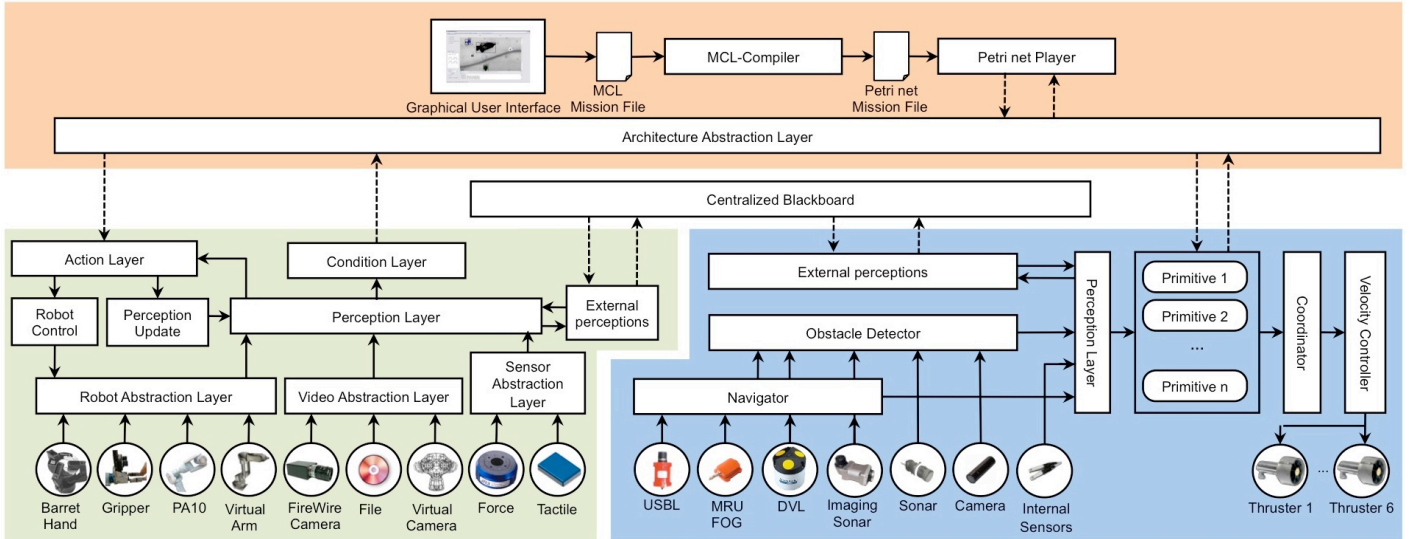 MCL-Compiler
Petri net Player
Graphical User Interface
MCL
Mission File
Petri net
Mission File
Architecture Abstraction Layer
Centralized Blackboard
Action Layer
Condition Layer
External perceptions
Robot
Control
Perception
Update
Perception Layer
External
perceptions
Obstacle Detector
Perception Layer
Primitive 1
Primitive 2
...
Primitive n
Coordinator
Velocity Controller
Robot Abstraction Layer
Video Abstraction Layer
Sensor
Abstraction
Layer
Navigator
Barret
Hand
Gripper
PA10
Virtual
Arm
FireWire
Camera
File
Virtual
Camera
Force
Tactile
USBL
MRU
FOG
DVL
Imaging
Sonar
Sonar
Camera
Internal
Sensors
Thruster 1
...
Thruster 6